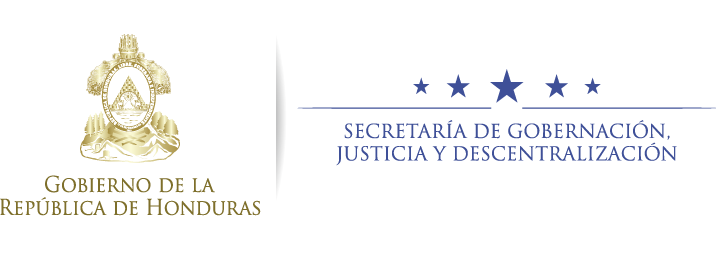 GOBIERNO DE LA
REPÚBLICA DE HONDURAS
SECRETARÍA DE GOBERNACIÓN,
JUSTICIA Y DESCENTRALIZACIÓN